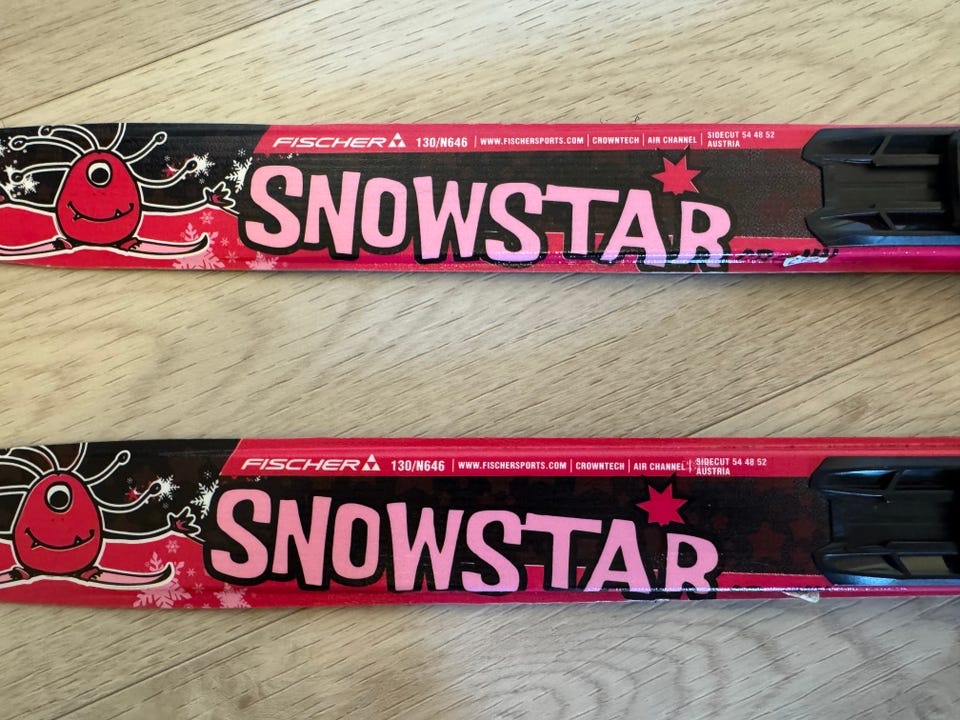 FISCHER 130/N646 | WWW.FISCHERSPORTS.COM | CROWNTECH | AIR CHANNEL | SIDECUT 54 48 52
AUSTRIA
SNOWSTAR
FISCHER 130/N646 | WWW.FISCHERSPORTS.COM | CROWNTECH | AIR CHANNEL | SIDECUT 54 48 52
AUSTRIA
SNOWSTAR